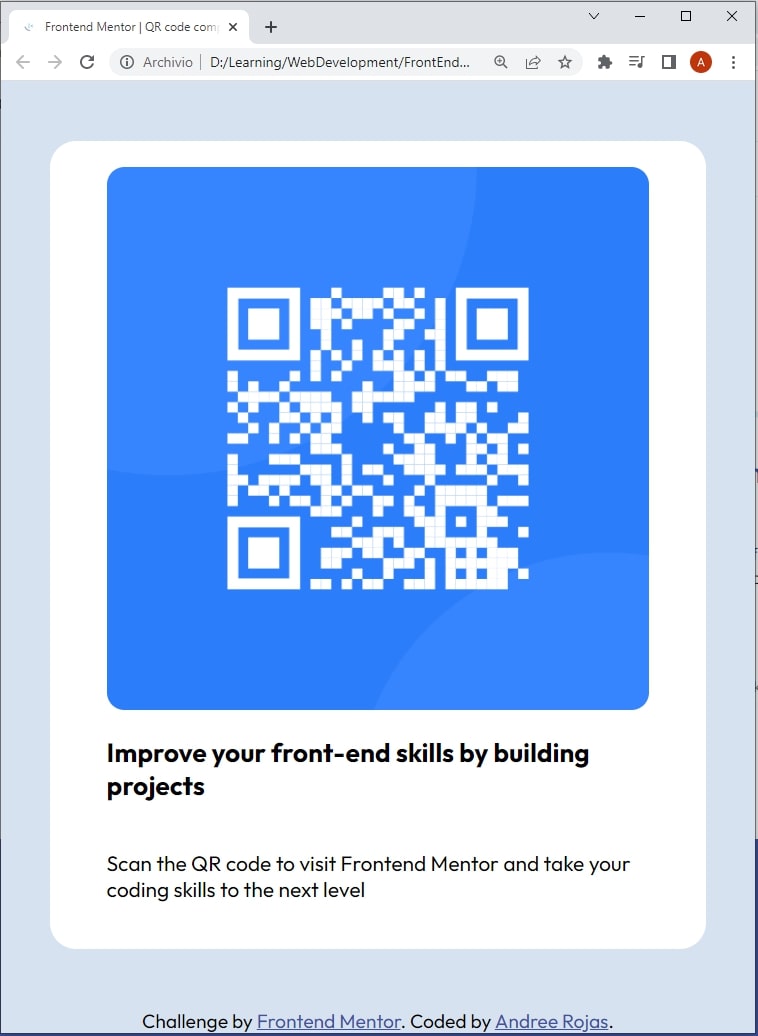 Frontend Mentor | QR code com
Archivio D:/Learning/WebDevelopment/FrontEnd...
A
Improve your front-end skills by building
projects
Scan the QR code to visit Frontend Mentor and take your
coding skills to the next level
Challenge by Frontend Mentor. Coded by Andree Rojas.